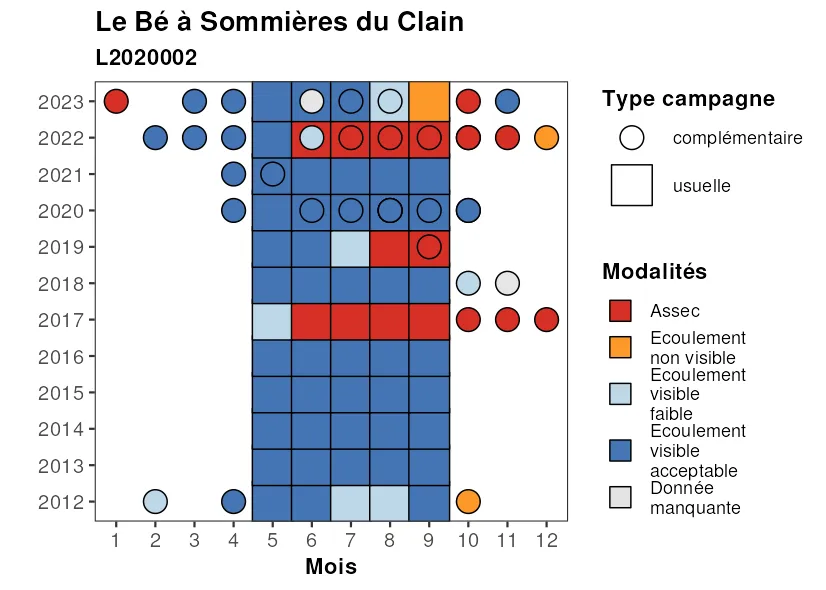 Le Bé à Sommières du Clain
L2020002
2023
2022
2021
2020
2019
2018
2017
2016
2015
2014
2013
2012
1 2 3 4 5 6 7 8 9 10 11 12
Mois
Type campagne
complémentaire
usuelle
Modalités
Assec
Ecoulement
non visible
Ecoulement
visible
faible
Ecoulement
visible
acceptable
Donnée
manquante